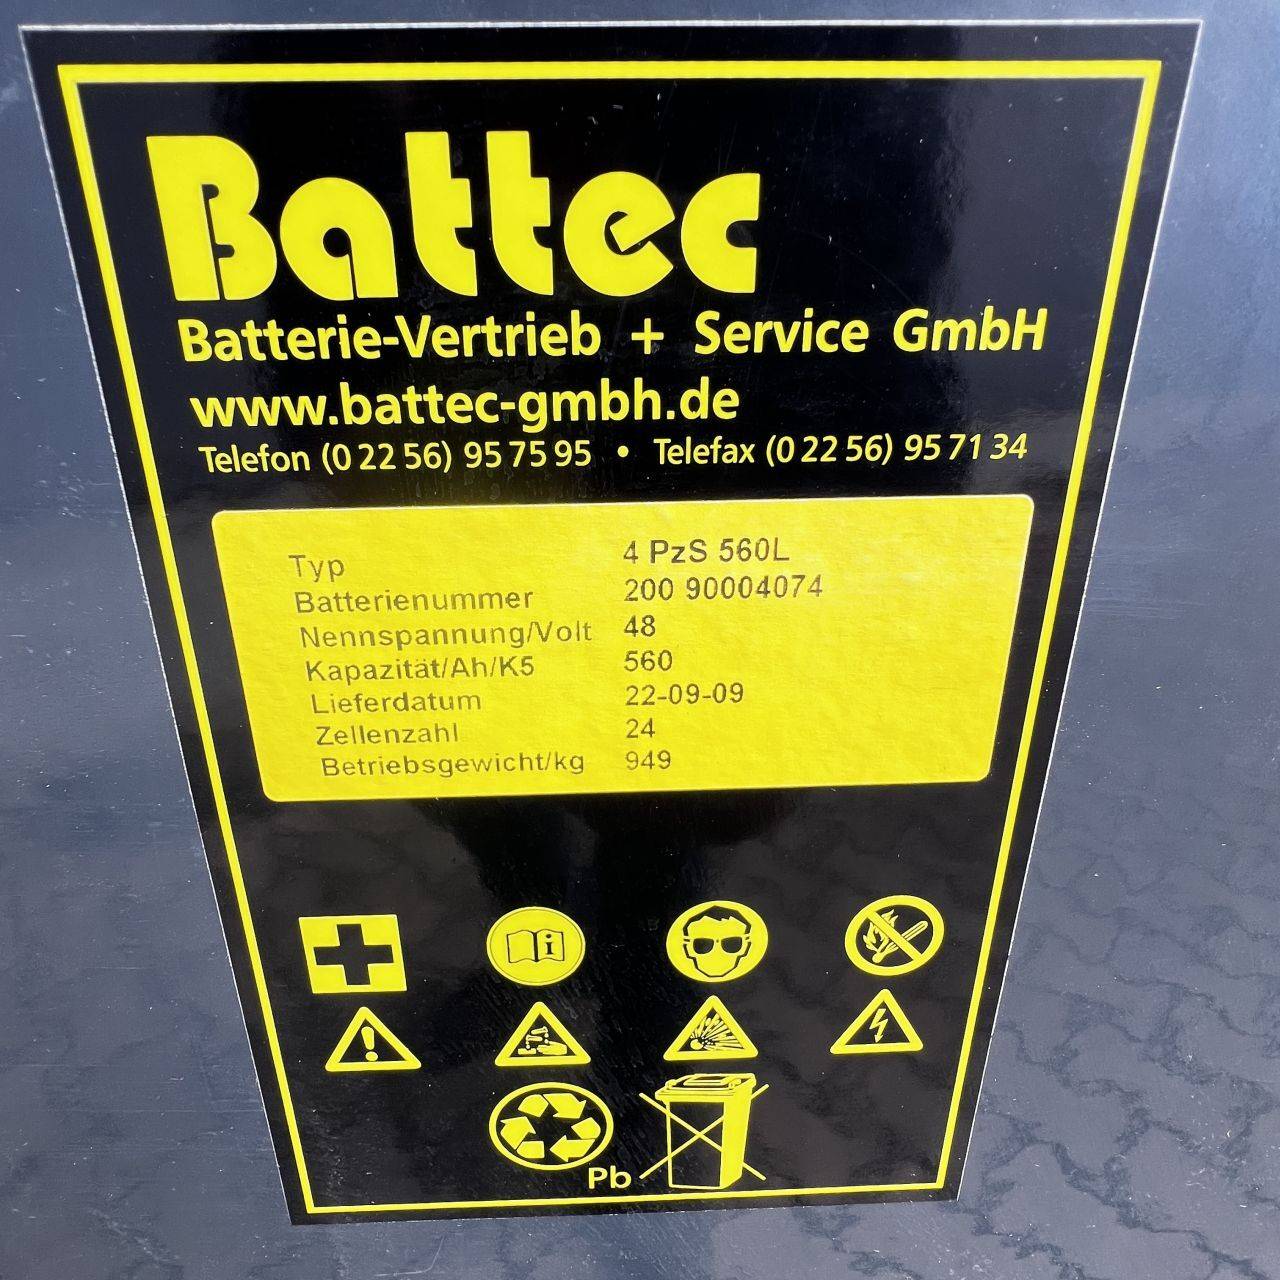 Battec
Batterie-Vertrieb + Service GmbH
www.battec-gmbh.de
Telefon (0 22 56) 95 75 95 • Telefax (0 22 56) 95 71 34
Typ 4 PzS 560L
Batterienummer 200 90004074
Nennspannung/Volt 48
Kapazität/Ah/K5 560
Lieferdatum 22-09-09
Zellenzahl 24
Betriebsgewicht/kg 949
Pb